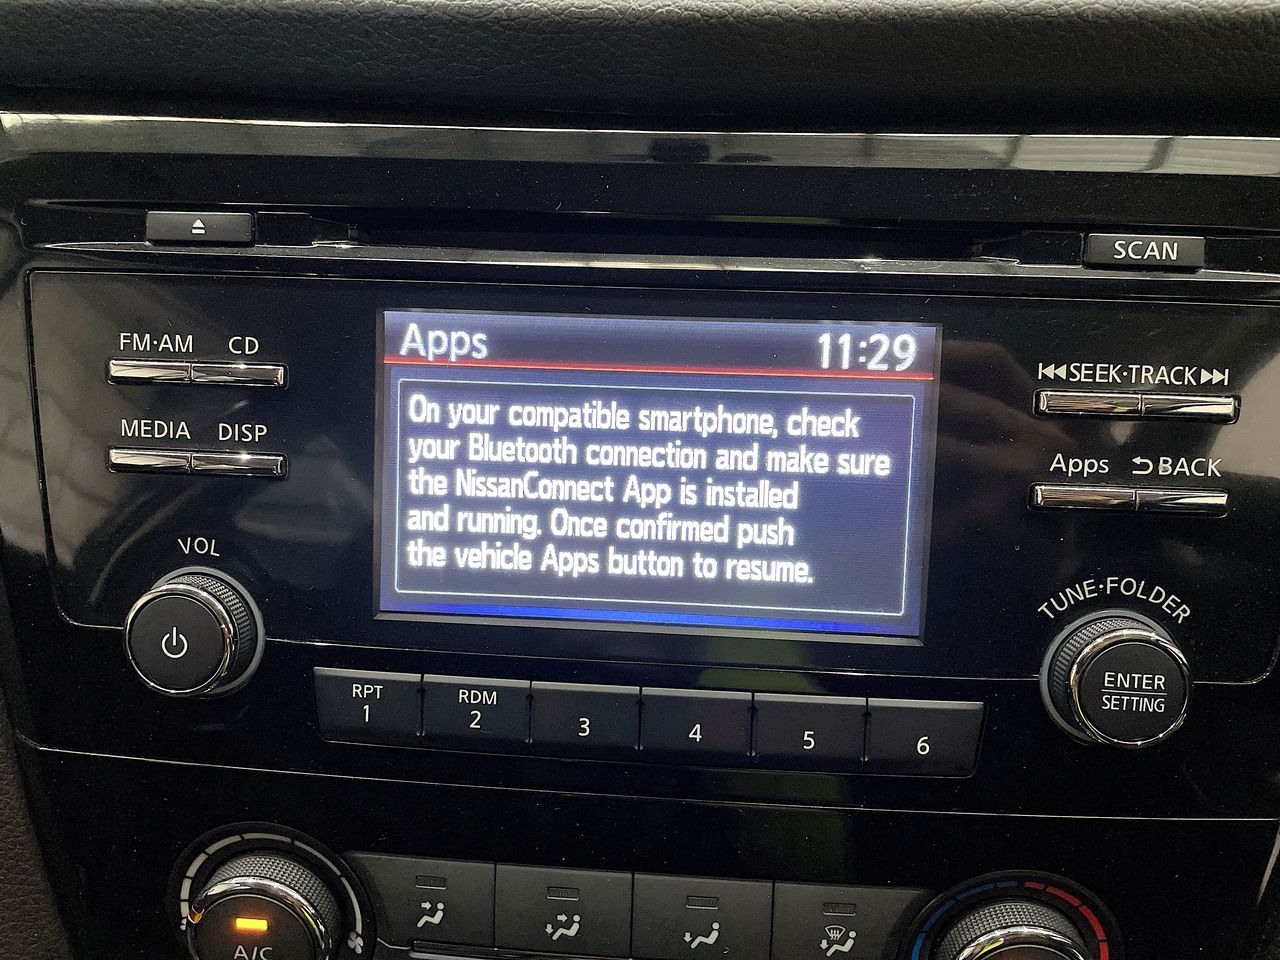 SCAN
FM·AM CD
MEDIA DISP
VOL
Apps 11:29
On your compatible smartphone, check
your Bluetooth connection and make sure
the NissanConnect App is installed
and running. Once confirmed push
the vehicle Apps button to resume.
SEEK·TRACK
Apps BACK
TUNE·FOLDER
ENTER
SETTING
RPT
1
RDM
2
3
4
5
6
A/C